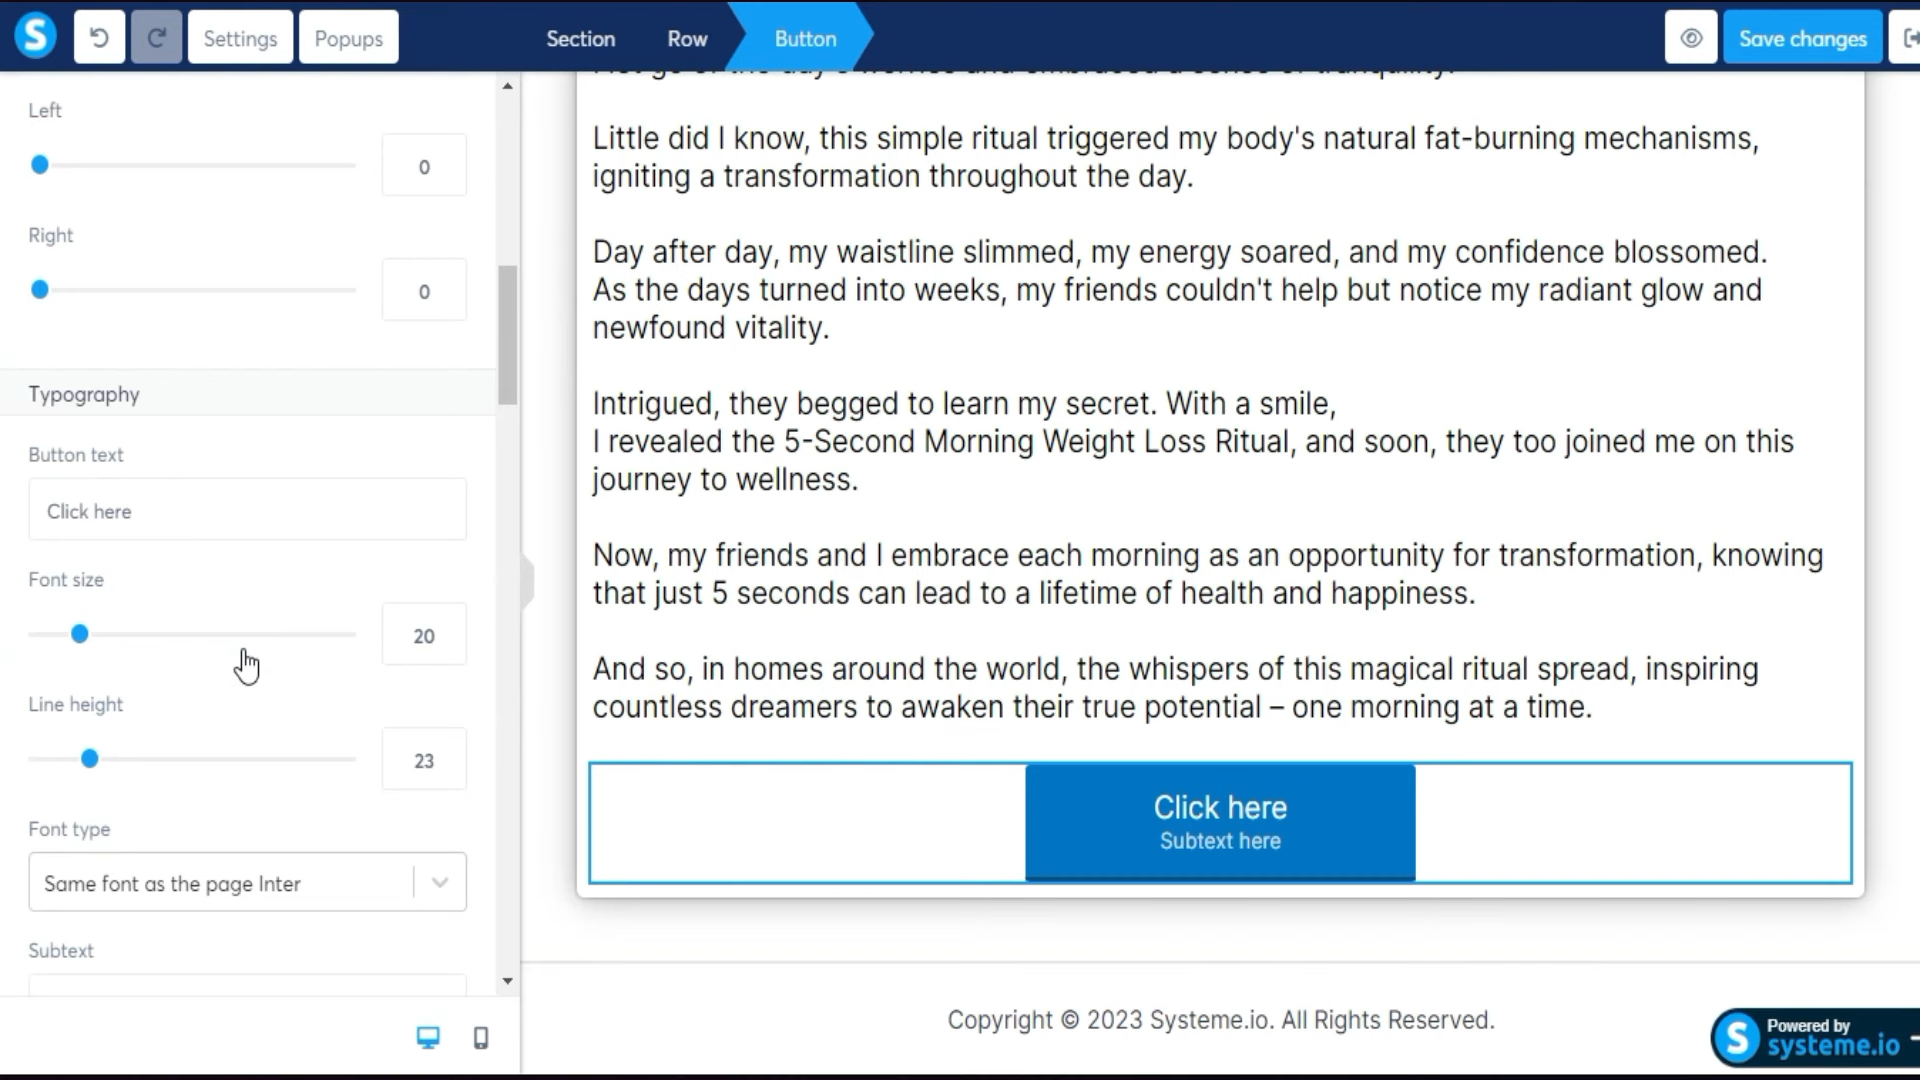 S
Settings
Popups
Section
Row
Button
Save changes
Left
0
Right
0
Typography
Button text
Click here
Font size
20
Line height
23
Font type
Same font as the page Inter
Subtext
Little did I know, this simple ritual triggered my body's natural fat-burning mechanisms,
igniting a transformation throughout the day.
Day after day, my waistline slimmed, my energy soared, and my confidence blossomed.
As the days turned into weeks, my friends couldn't help but notice my radiant glow and
newfound vitality.
Intrigued, they begged to learn my secret. With a smile,
I revealed the 5-Second Morning Weight Loss Ritual, and soon, they too joined me on this
journey to wellness.
Now, my friends and I embrace each morning as an opportunity for transformation, knowing
that just 5 seconds can lead to a lifetime of health and happiness.
And so, in homes around the world, the whispers of this magical ritual spread, inspiring
countless dreamers to awaken their true potential – one morning at a time.
Click here
Subtext here
Copyright © 2023 Systeme.io. All Rights Reserved.
S
Powered by
systeme.io